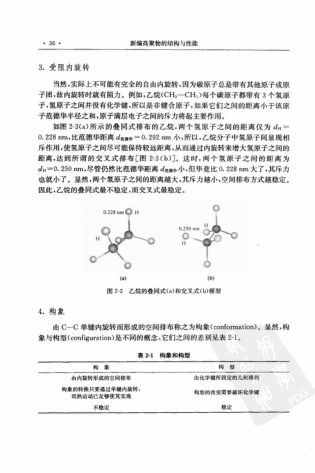 · 36 ·
新编高聚物的结构与性能
3. 受阻内旋转
当然,实际上不可能有完全的自由内旋转,因为碳原子总是带有其他原子或原
子团,故内旋转时就有阻力。例如,乙烷(CH₃—CH₃)每个碳原子都带有 3 个氢原
子,氢原子之间并没有化学键,所以是非键合原子,如果它们之间的距离小于该原
子范德华半径之和,原子满层电子之间的斥力将起主要作用。
如图 2-3(a)所示的叠同式排布的乙烷,两个氢原子之间的距离仅为 dH=
0.228 nm,比范德华距离 d范德华=0.292 nm 小,所以,乙烷分子中氢原子间显现相
斥作用,使氢原子之间尽可能保持较远距离,从而通过内旋转来增大氢原子之间的
距离,达到所谓的交叉式排布[图 2-3(b)]。这时,两个氢原子之间的距离为
dH=0.250 nm,尽管仍然比范德华距离 d范德华 小,但毕竟比 0.228 nm 大了,其斥力
也就小了。显然,两个氢原子之间的距离越大,其斥力越小,空间排布方式越稳定。
因此,乙烷的叠同式最不稳定,而交叉式最稳定。
0.228 nm H
H
0.250 nm H
H
(a) (b)
图 2-3 乙烷的叠同式(a)和交叉式(b)模型
4. 构象
由 C—C 单键内旋转而形成的空间排布称之为构象(conformation)。显然,构
象与构型(configuration)是不同的概念,它们之间的差别见表 2-1。
表 2-1 构象和构型
构 象 构 型
由内旋转形成的空间排布 由化学键所固定的几何排列
构象的转换只要通过单键内旋转, 构型的改变需要破坏化学键
而热运动已足够使其实现
不稳定 稳定